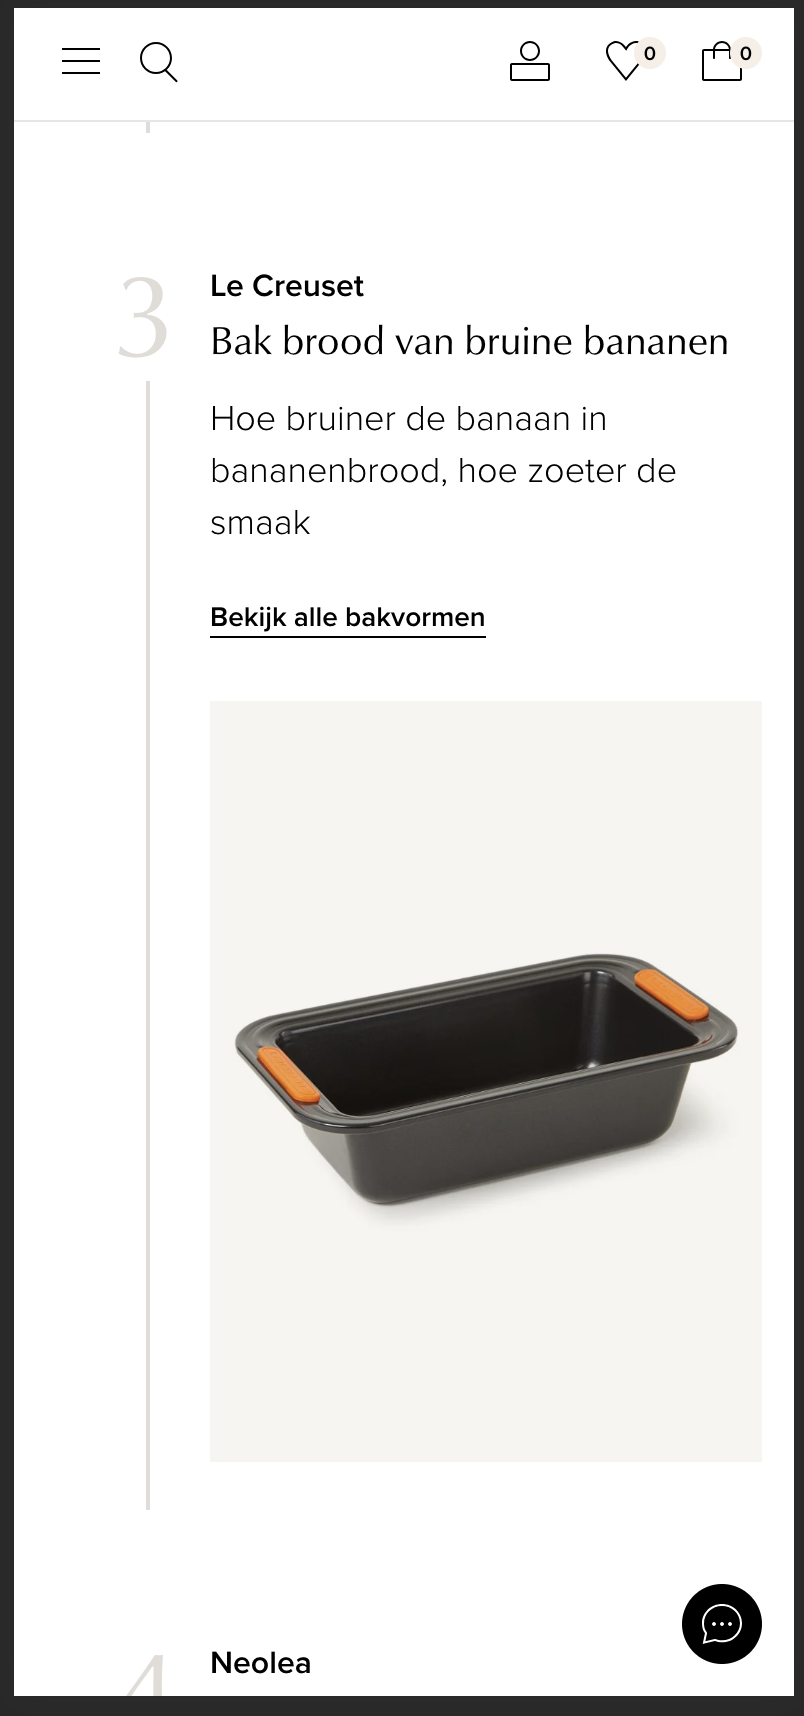 0
0
3
Le Creuset
Bak brood van bruine bananen
Hoe bruiner de banaan in
bananenbrood, hoe zoeter de
smaak
Bekijk alle bakvormen
4
Neolea